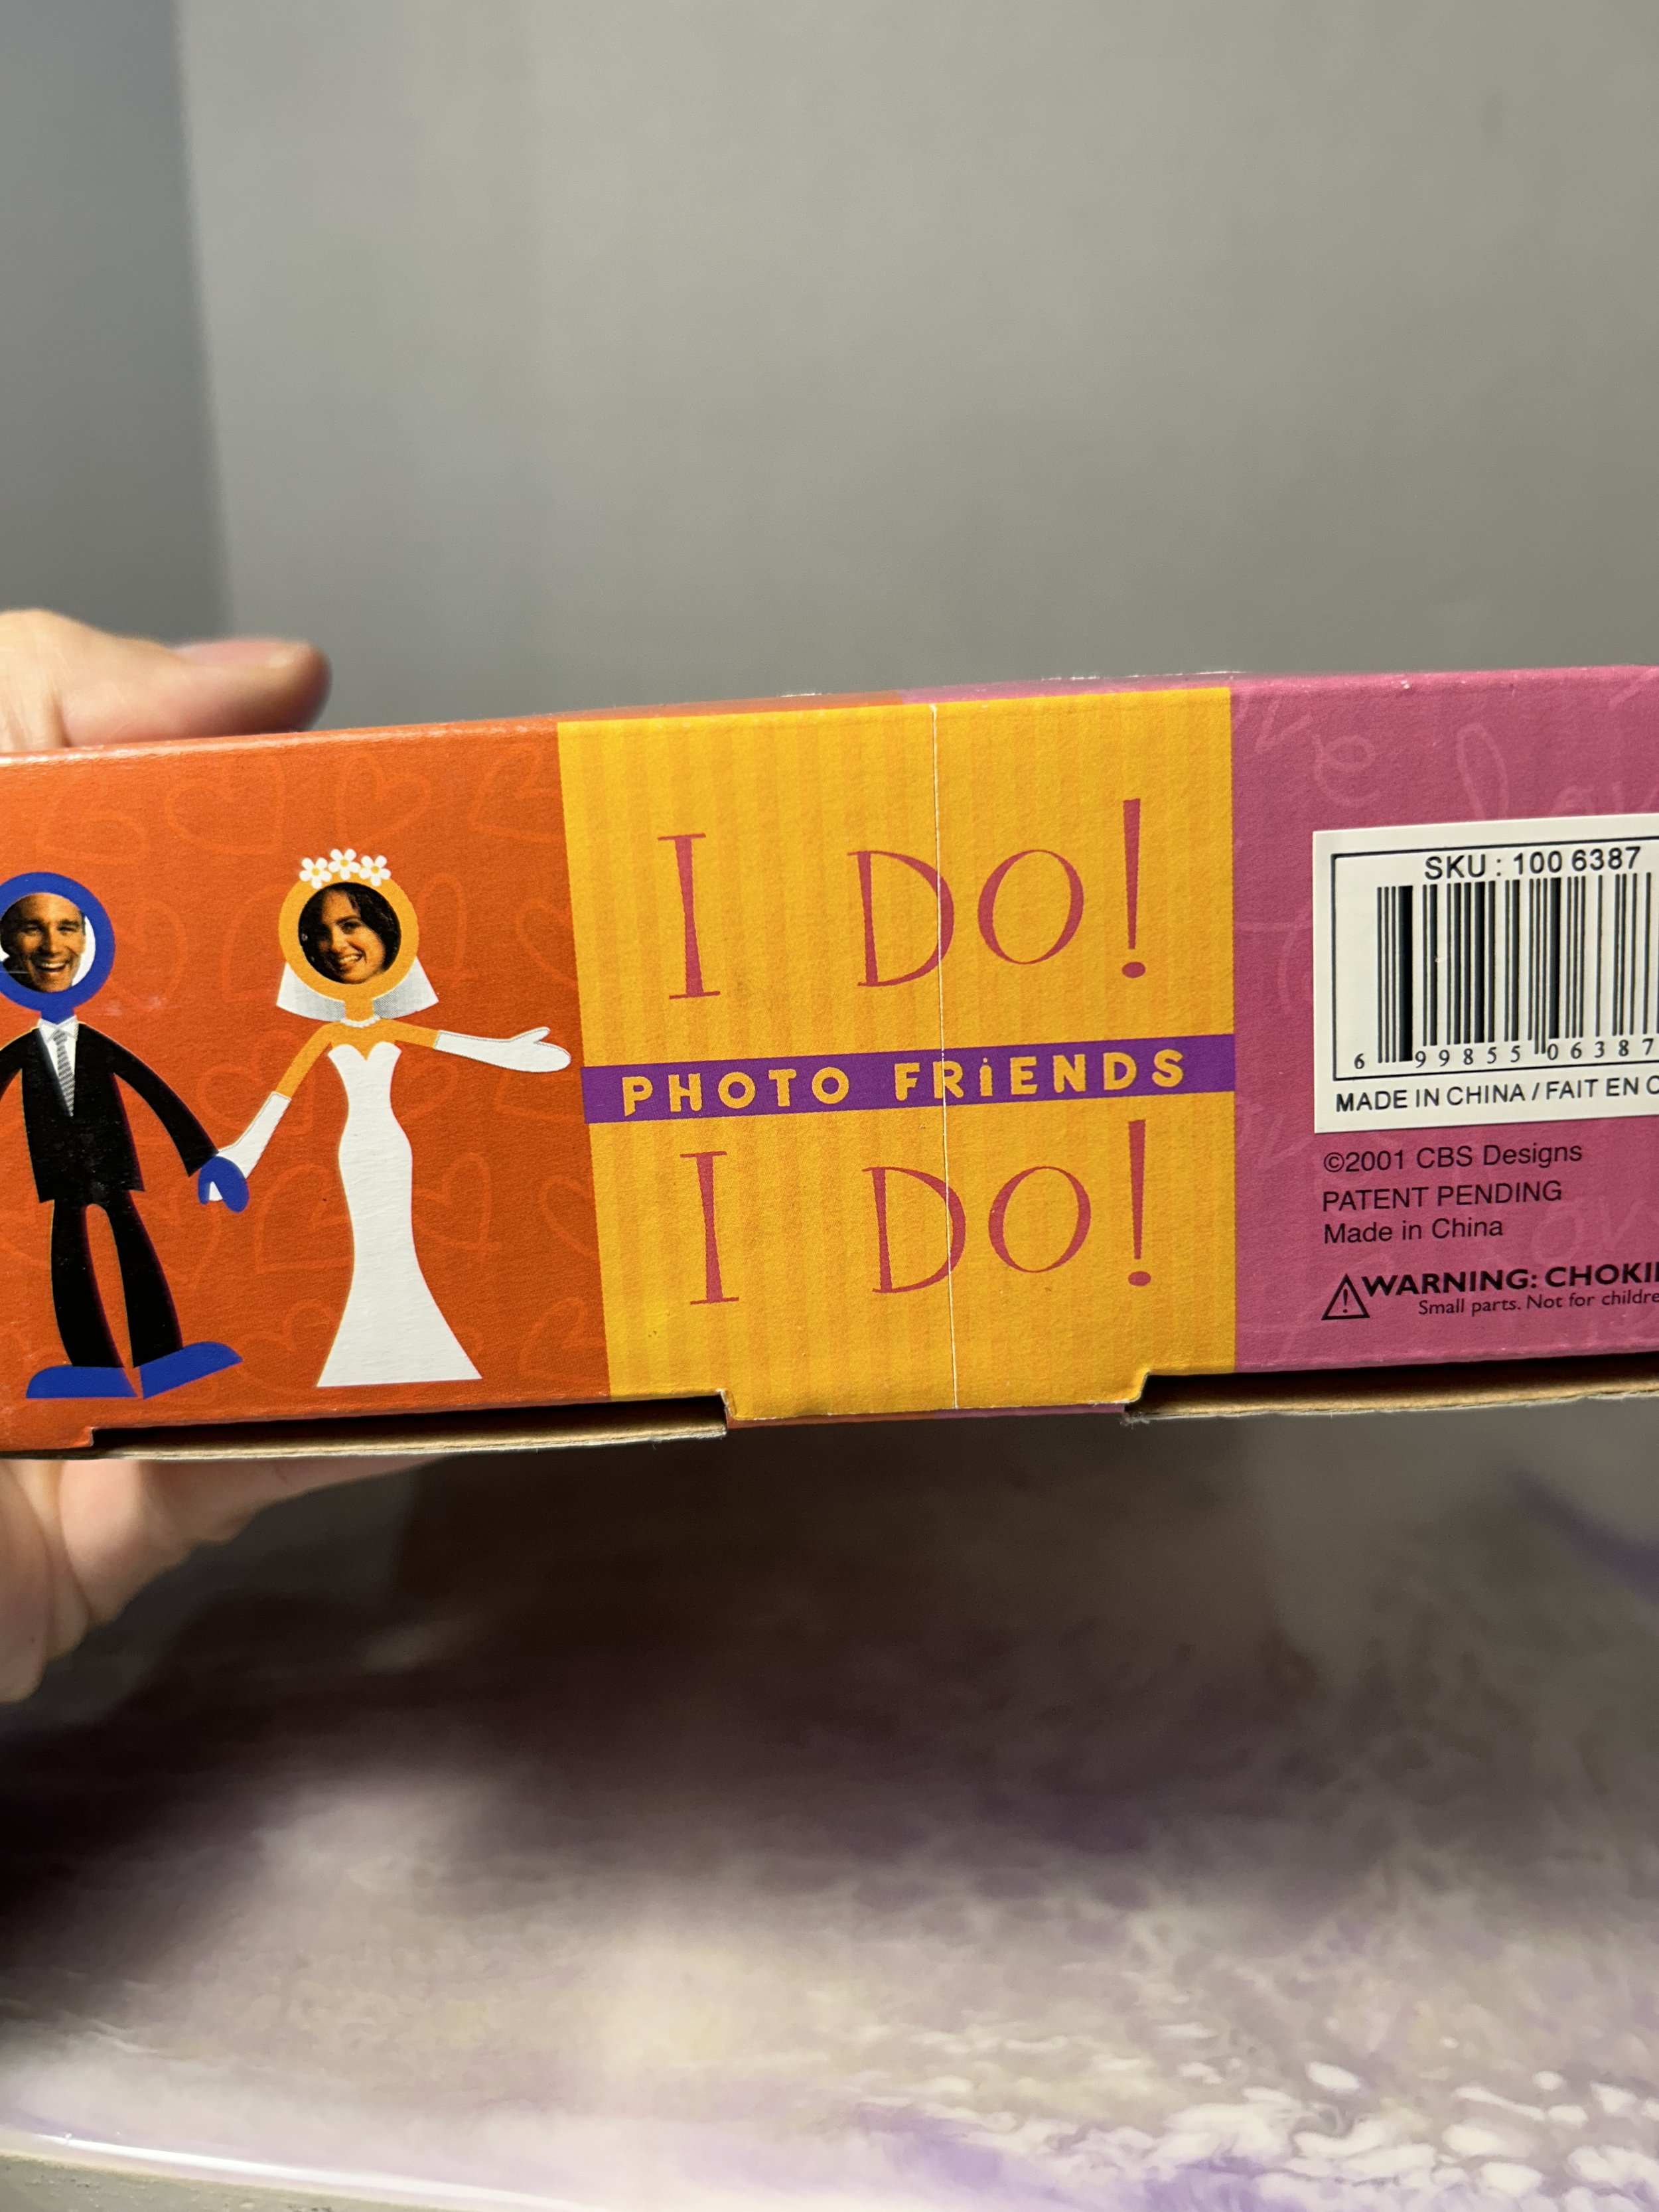 I DO!
PHOTO FRiENDS
I DO!
SKU : 100 6387
6 99855 06387
MADE IN CHINA / FAIT EN
©2001 CBS Designs
PATENT PENDING
Made in China
WARNING:
Small parts. Not for
love